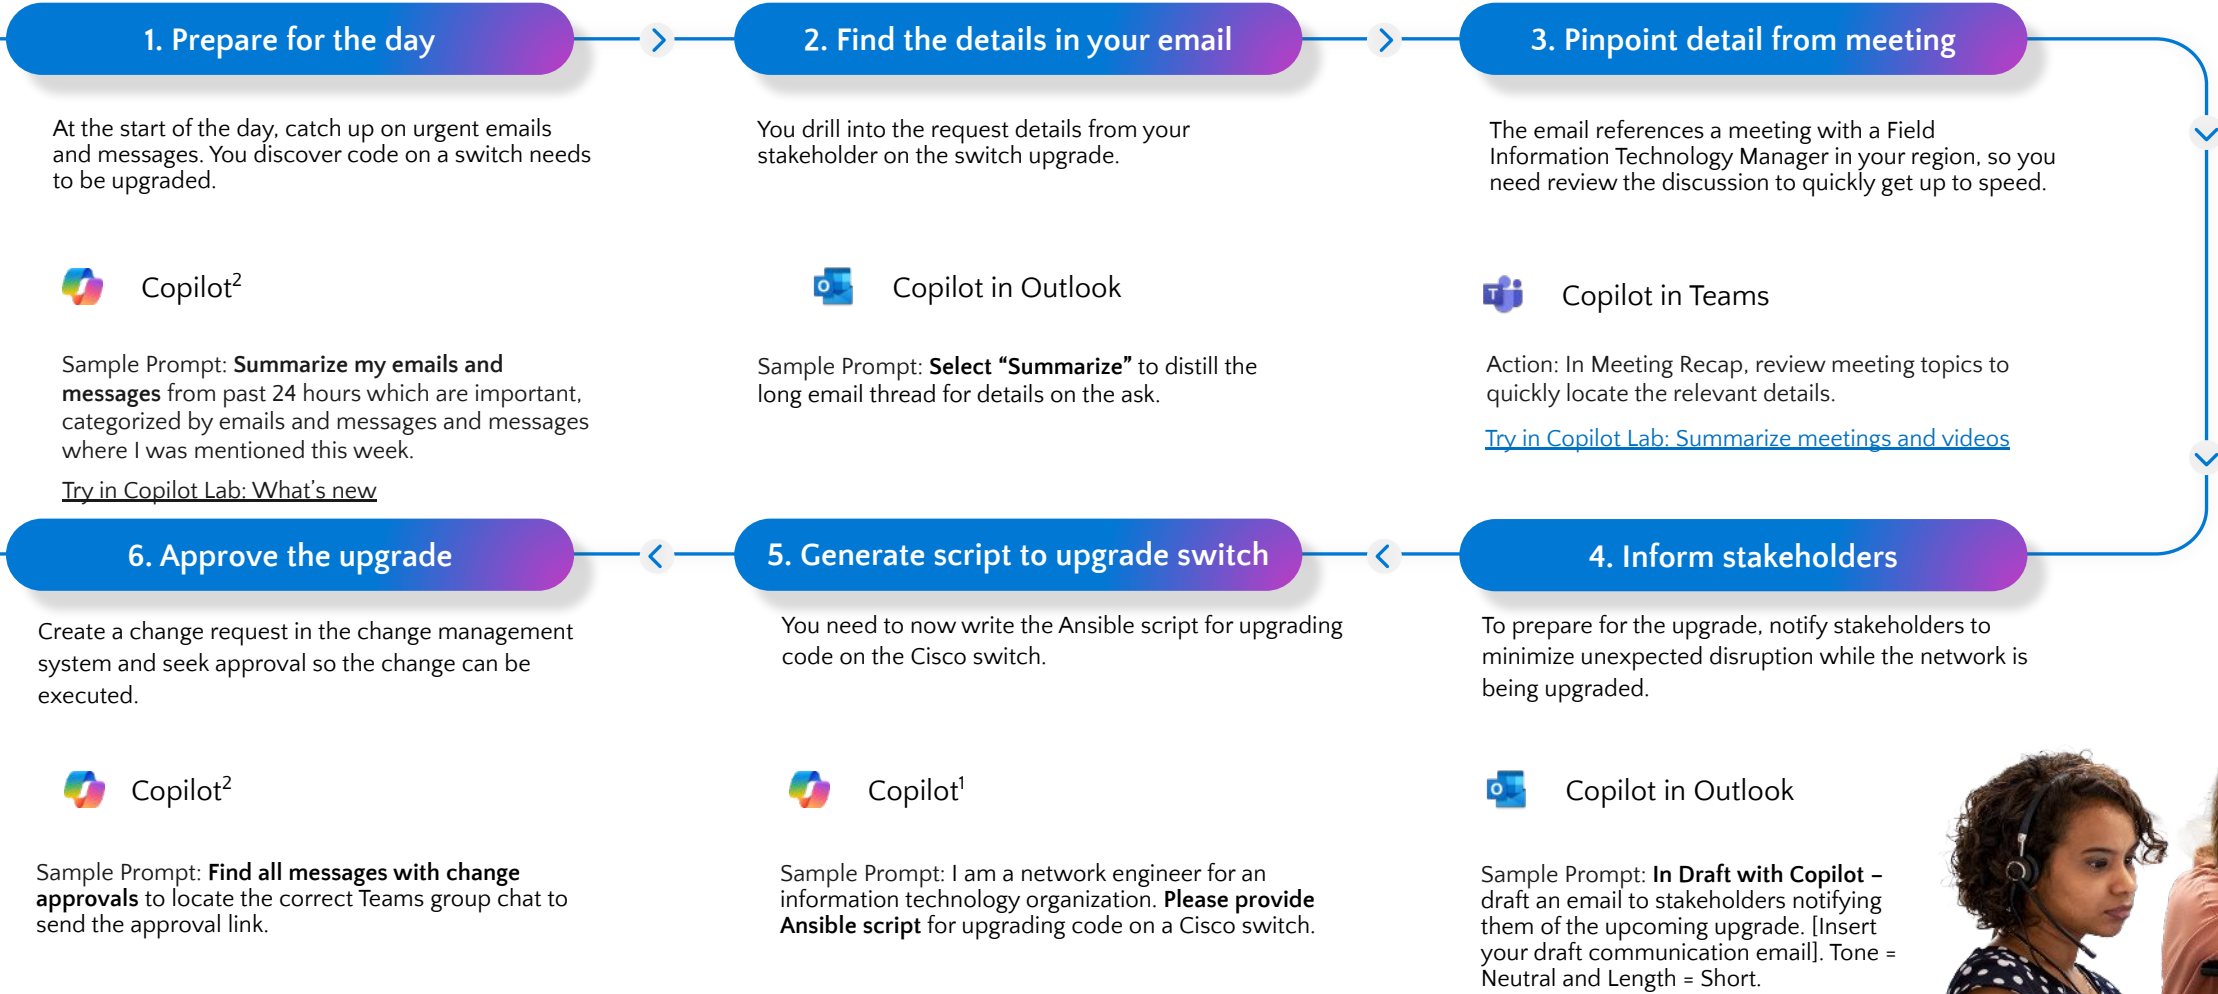 1. Prepare for the day
At the start of the day, catch up on urgent emails
and messages. You discover code on a switch needs
to be upgraded.
Copilot²
Sample Prompt: Summarize my emails and
messages from past 24 hours which are important,
categorized by emails and messages and messages
where I was mentioned this week.
Try in Copilot Lab: What's new
2. Find the details in your email
You drill into the request details from your
stakeholder on the switch upgrade.
Copilot in Outlook
Sample Prompt: Select “Summarize” to distill the
long email thread for details on the ask.
3. Pinpoint detail from meeting
The email references a meeting with a Field
Information Technology Manager in your region, so you
need review the discussion to quickly get up to speed.
Copilot in Teams
Action: In Meeting Recap, review meeting topics to
quickly locate the relevant details.
Try in Copilot Lab: Summarize meetings and videos
4. Inform stakeholders
To prepare for the upgrade, notify stakeholders to
minimize unexpected disruption while the network is
being upgraded.
Copilot in Outlook
Sample Prompt: In Draft with Copilot –
draft an email to stakeholders notifying
them of the upcoming upgrade. [Insert
your draft communication email]. Tone =
Neutral and Length = Short.
5. Generate script to upgrade switch
You need to now write the Ansible script for upgrading
code on the Cisco switch.
Copilot¹
Sample Prompt: I am a network engineer for an
information technology organization. Please provide
Ansible script for upgrading code on a Cisco switch.
6. Approve the upgrade
Create a change request in the change management
system and seek approval so the change can be
executed.
Copilot²
Sample Prompt: Find all messages with change
approvals to locate the correct Teams group chat to
send the approval link.